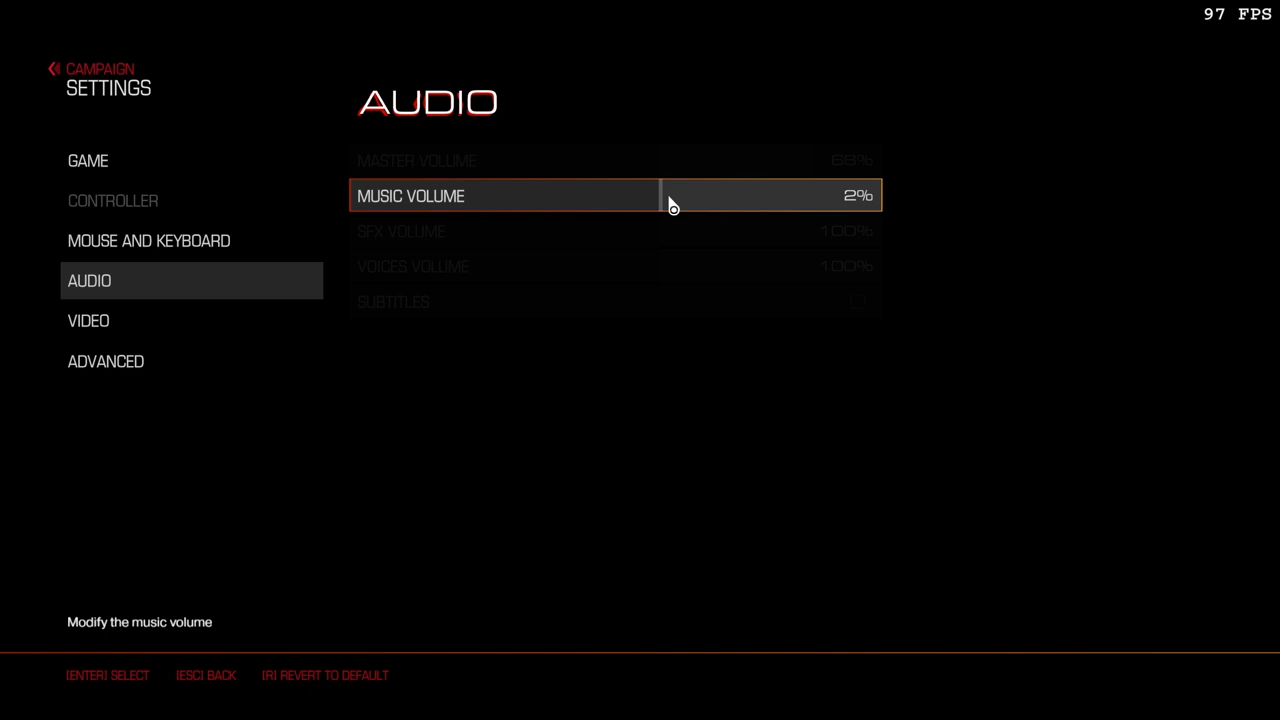 97 FPS
CAMPAIGN
SETTINGS
AUDIO
GAME
CONTROLLER
MOUSE AND KEYBOARD
AUDIO
VIDEO
ADVANCED
MASTER VOLUME 68%
MUSIC VOLUME 2%
SFX VOLUME 100%
VOICES VOLUME 100%
SUBTITLES
Modify the music volume
[ENTER] SELECT [ESC] BACK [R] REVERT TO DEFAULT